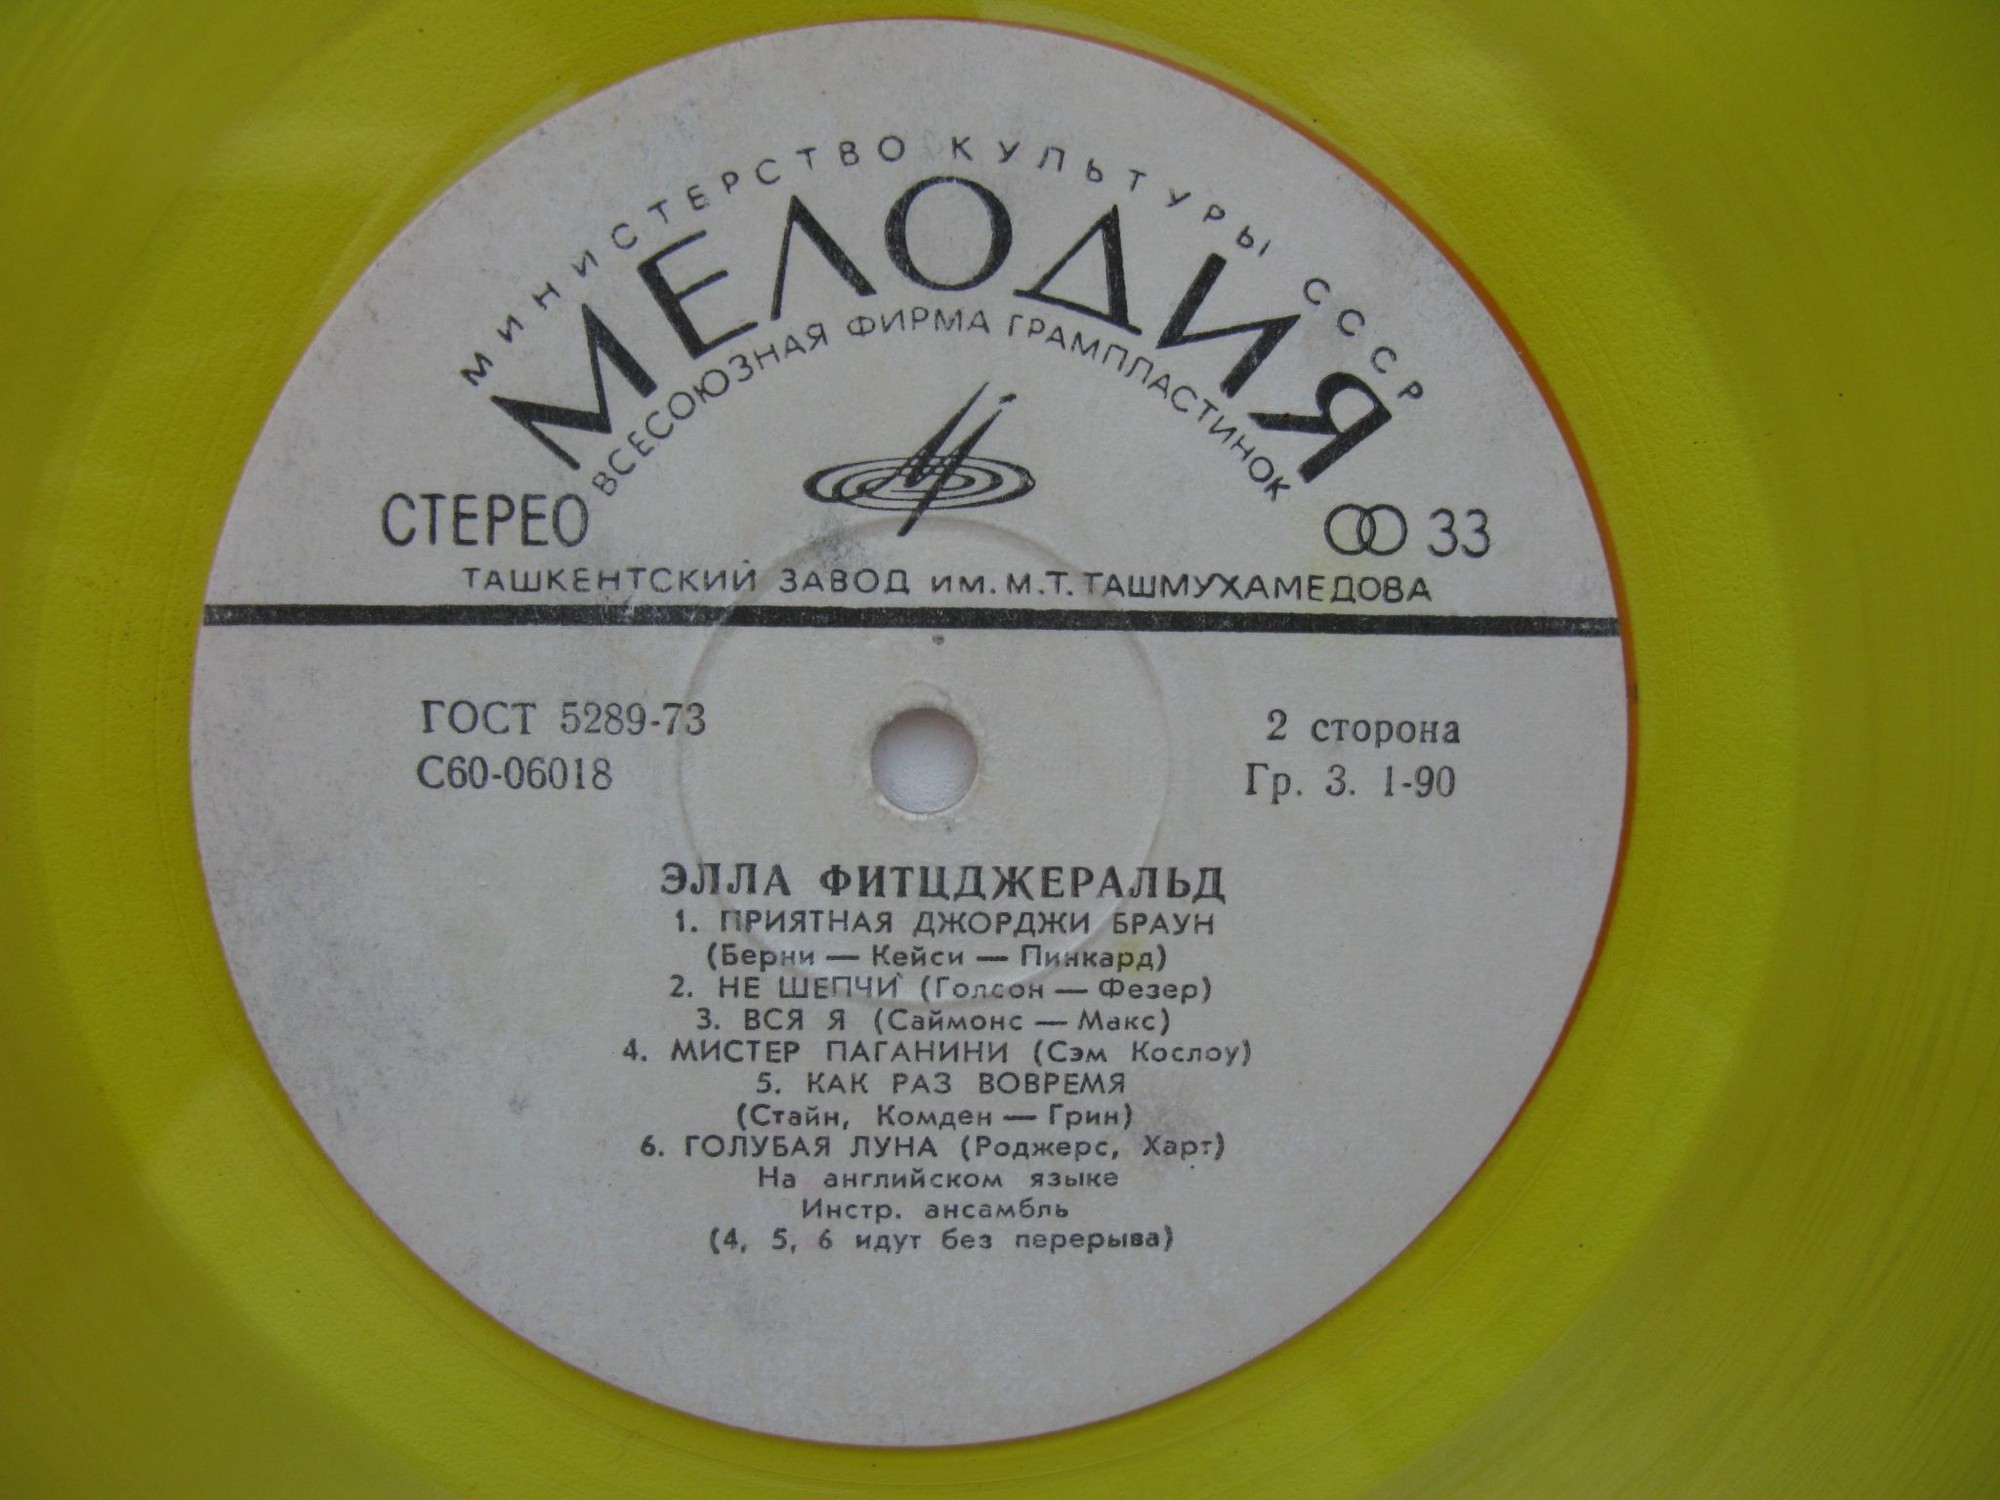 МИНИСТЕРСТВО КУЛЬТУРЫ СССР
МЕЛОДИЯ
ВСЕСОЮЗНАЯ ФИРМА ГРАМПЛАСТИНОК
СТЕРЕО
33
ТАШКЕНТСКИЙ ЗАВОД ИМ. М.Т. ТАШМУХАМЕДОВА
ГОСТ 5289-73
2 сторона
С60-06018
Гр. 3. 1-90
ЭЛЛА ФИТЦДЖЕРАЛЬД
1. ПРИЯТНАЯ ДЖОРДЖИ БРАУН
(Берни — Кейси — Пинкард)
2. НЕ ШЕПЧИ (Голсон — Фезер)
3. ВСЯ Я (Саймонс — Макс)
4. МИСТЕР ПАГАНИНИ (Сэм Кослоу)
5. КАК РАЗ ВОВРЕМЯ
(Стайн, Комден — Грин)
6. ГОЛУБАЯ ЛУНА (Роджерс, Харт)
На английском языке
Инстр. ансамбль
(4, 5, 6 идут без перерыва)